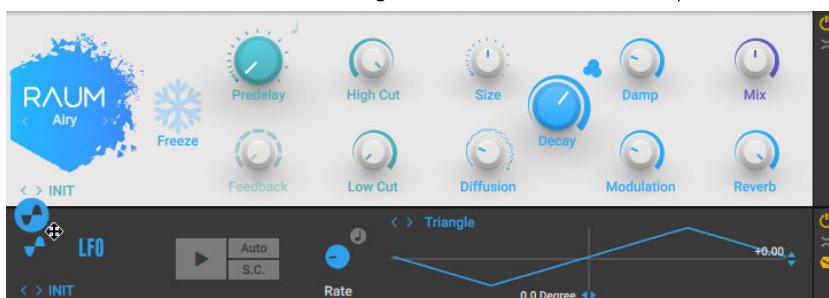 RAUM
Airy
Freeze
Predelay
High Cut
Size
Damp
Mix
Decay
Feedback
Low Cut
Diffusion
Modulation
Reverb
< > INIT
LFO
Auto
S.C.
Rate
< > Triangle
+0.00
0.0 Degree
< > INIT